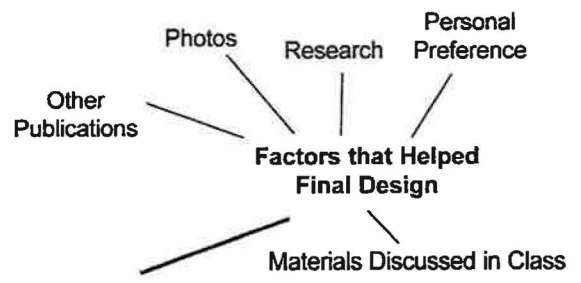 Personal
Preference
Photos
Research
Other
Publications
Factors that Helped
Final Design
Materials Discussed in Class